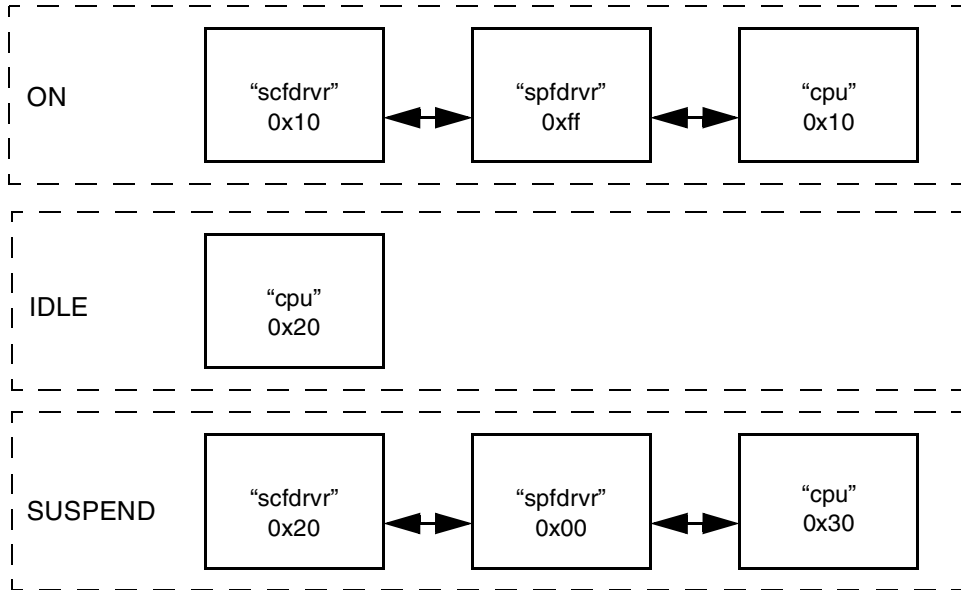 ON
“scfdrvr”
0x10
“spfdrvr”
0xff
“cpu”
0x10
IDLE
“cpu”
0x20
SUSPEND
“scfdrvr”
0x20
“spfdrvr”
0x00
“cpu”
0x30